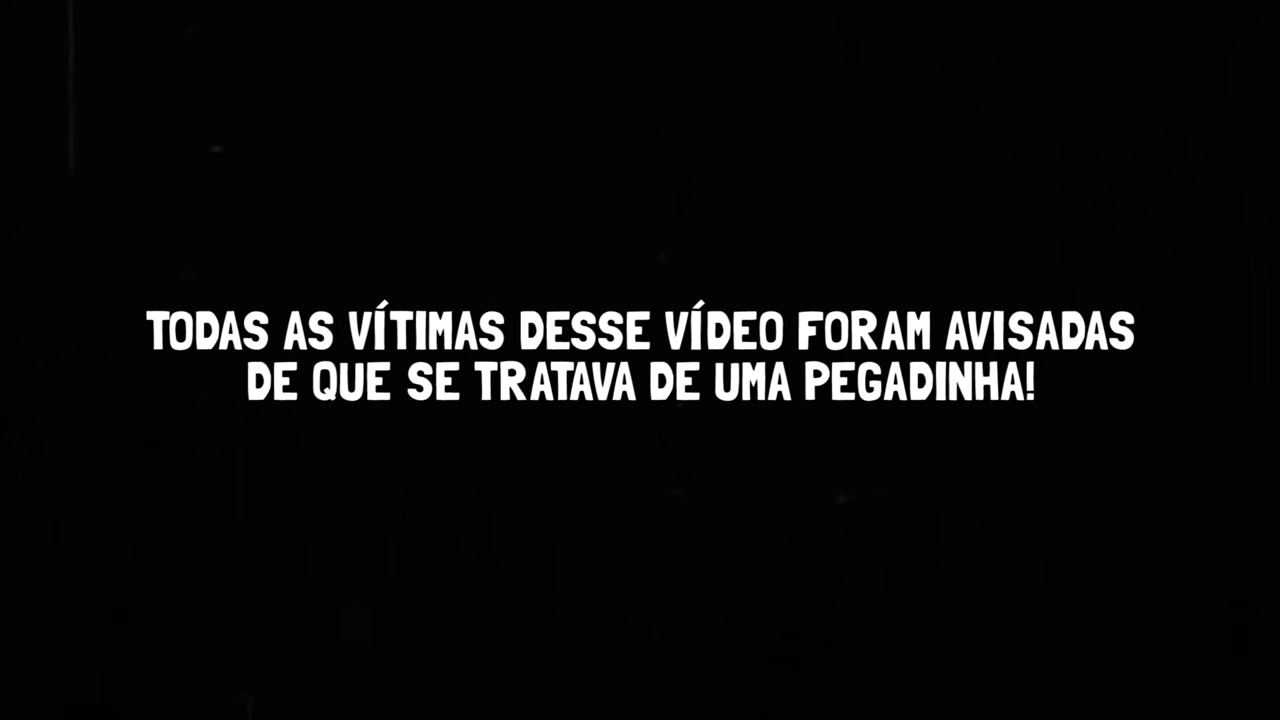 TODAS AS VÍTIMAS DESSE VÍDEO FORAM AVISADAS
DE QUE SE TRATAVA DE UMA PEGADINHA!